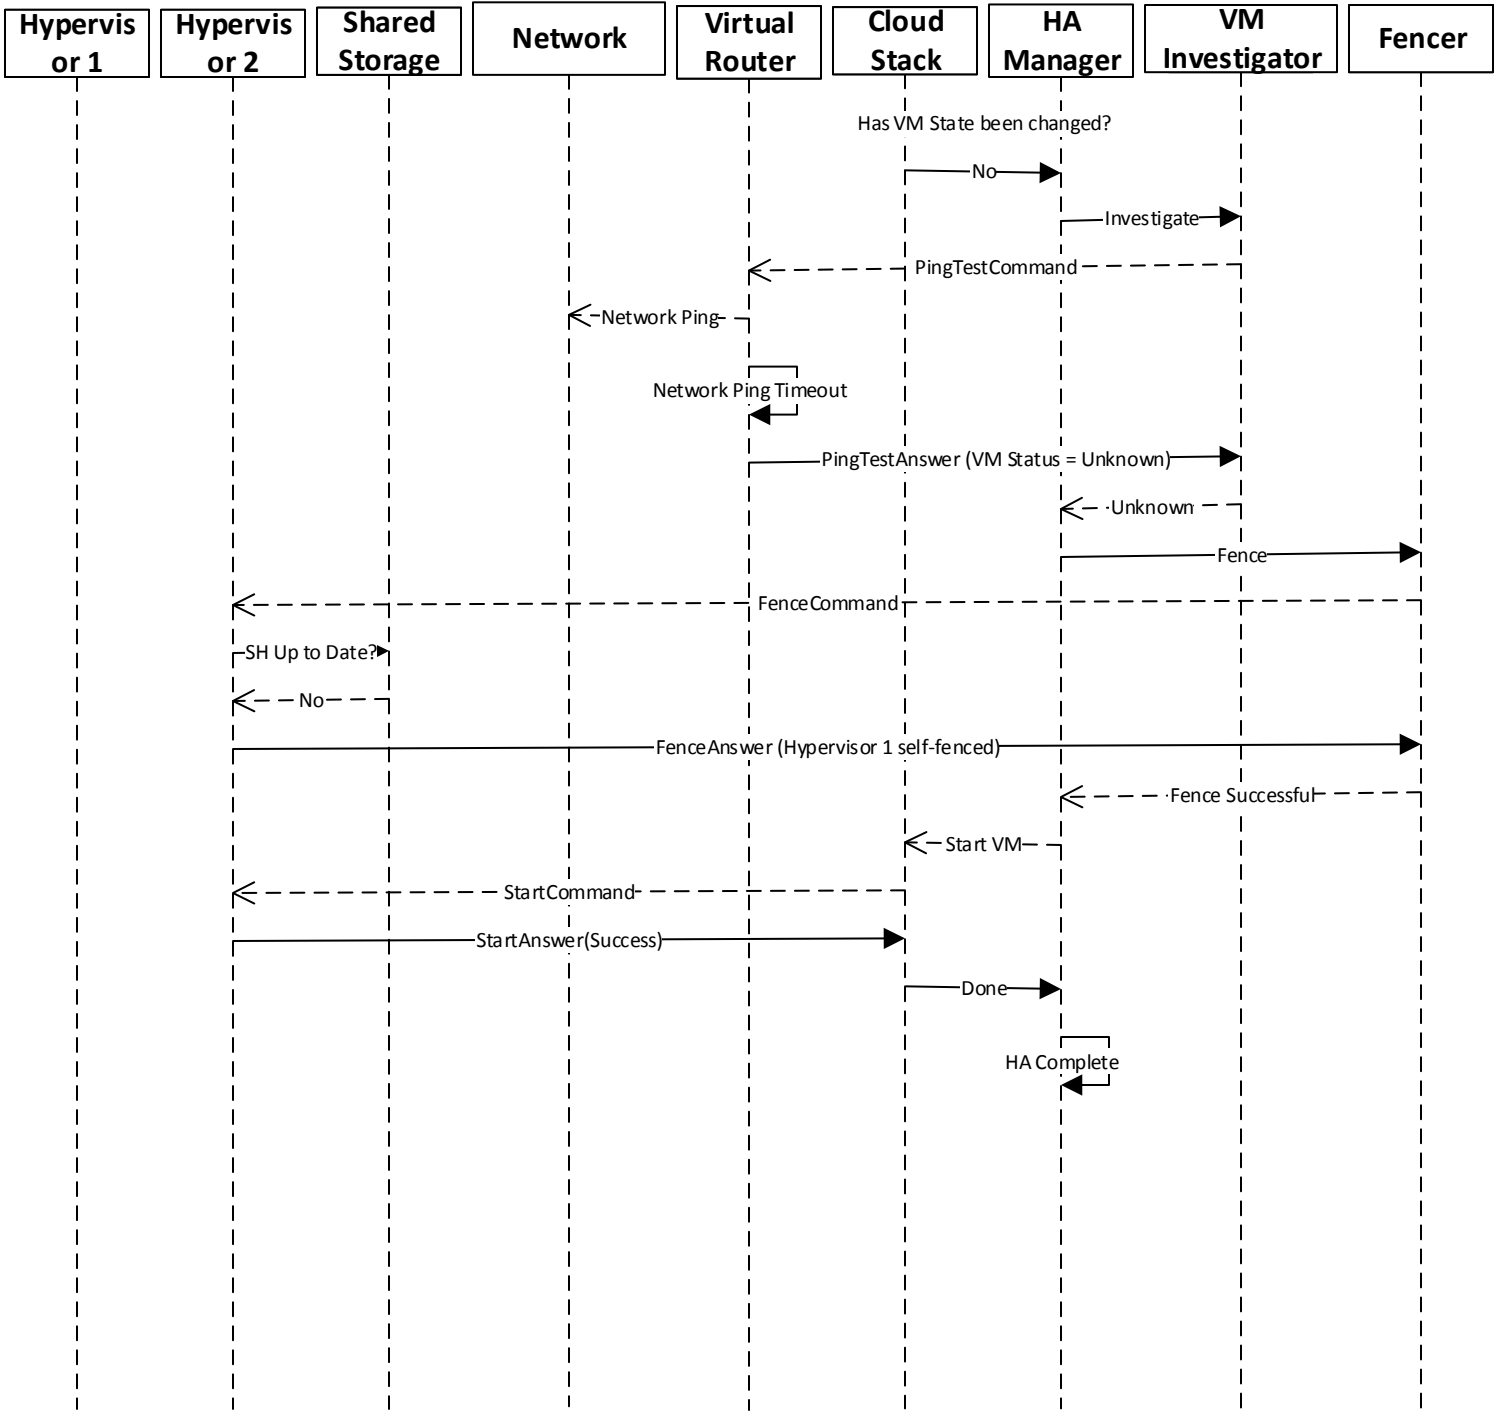 Hypervis
or 1
Hypervis
or 2
Shared
Storage
Network
Virtual
Router
Cloud
Stack
HA
Manager
VM
Investigator
Fencer
Has VM State been changed?
No
Investigate
PingTestCommand
Network Ping
Network Ping Timeout
PingTestAnswer (VM Status = Unknown)
Unknown
Fence
FenceCommand
SH Up to Date?
No
FenceAnswer (Hypervisor 1 self-fenced)
Fence Successful
Start VM
StartCommand
StartAnswer(Success)
Done
HA Complete